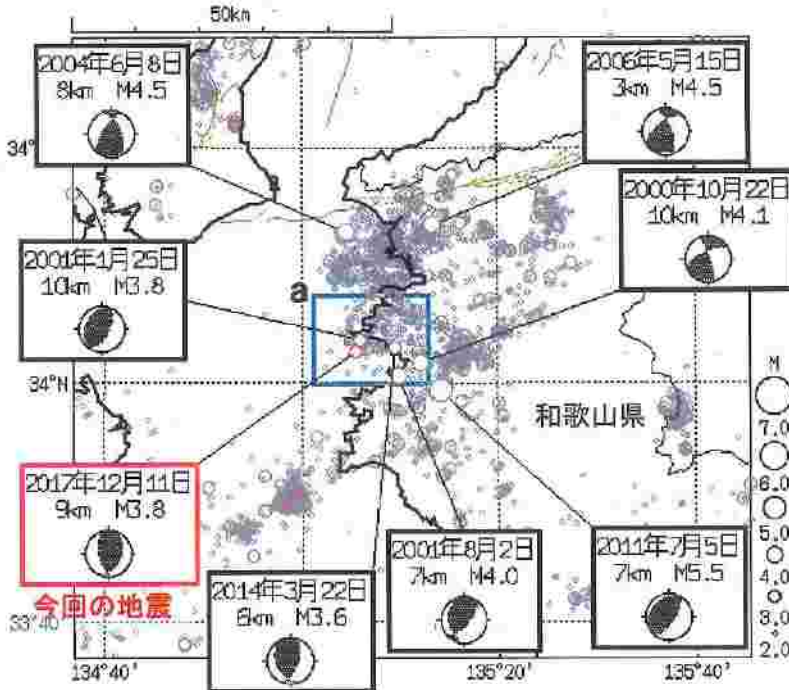 50km
2004年6月8日
8km M4.5
2006年5月15日
3km M4.5
34°
2000年10月22日
10km M4.1
2001年1月25日
10km M3.8
a
34°N
和歌山県
M
7.0
6.0
5.0
4.0
3.0
2.0
2017年12月11日
9km M3.8
今回の地震
2001年8月2日
7km M4.0
2011年7月5日
7km M5.5
2014年3月22日
6km M3.6
33°40'
134°40'
135°20'
135°40'